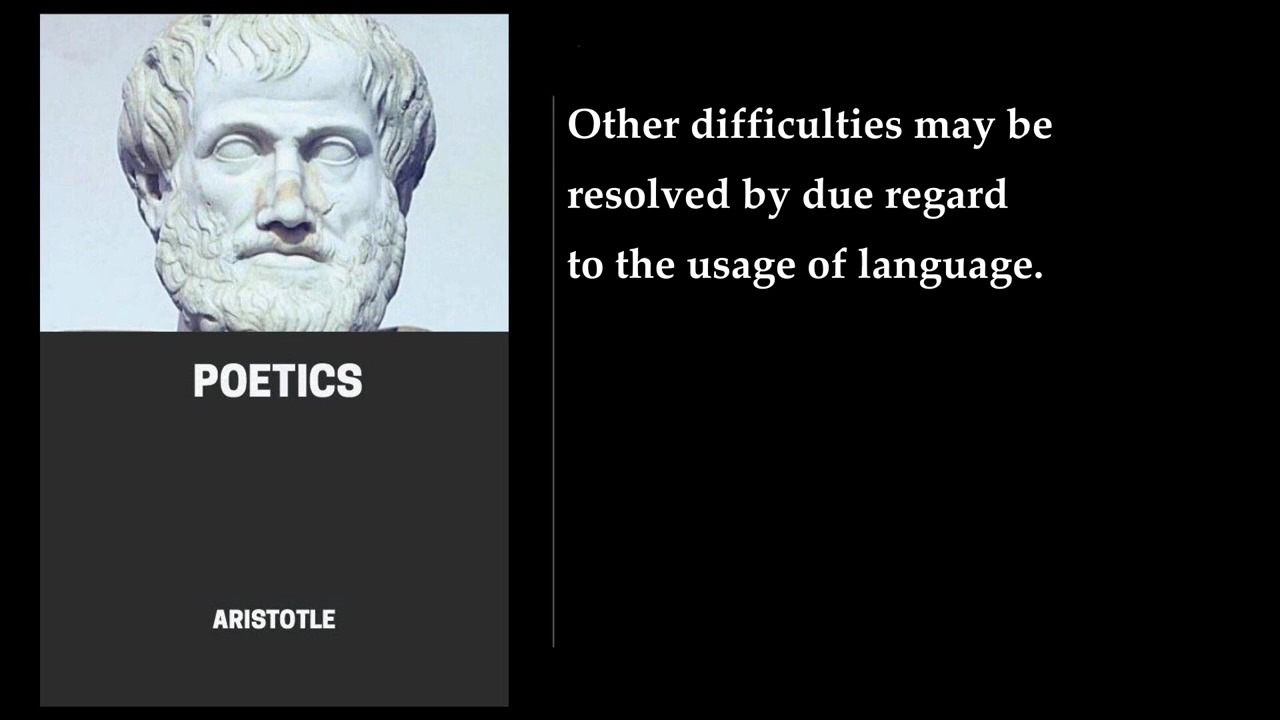 POETICS
ARISTOTLE
Other difficulties may be
resolved by due regard
to the usage of language.